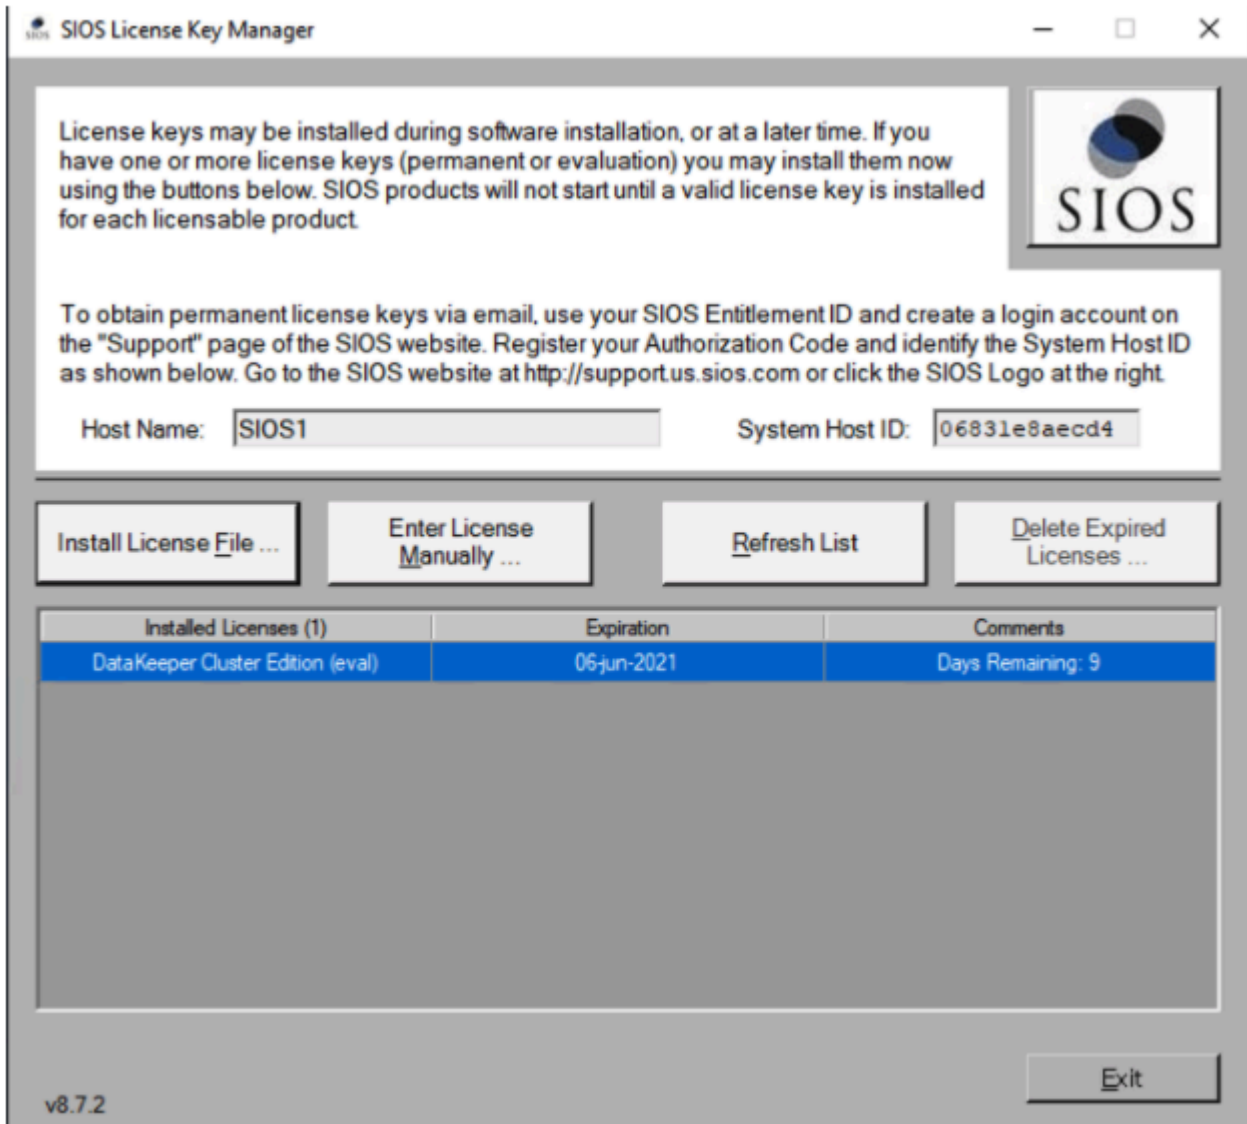 SIOS License Key Manager
License keys may be installed during software installation, or at a later time. If you
have one or more license keys (permanent or evaluation) you may install them now
using the buttons below. SIOS products will not start until a valid license key is installed
for each licensable product.
SIOS
To obtain permanent license keys via email, use your SIOS Entitlement ID and create a login account on
the "Support" page of the SIOS website. Register your Authorization Code and identify the System Host ID
as shown below. Go to the SIOS website at http://support.us.sios.com or click the SIOS Logo at the right.
Host Name: SIOS1 System Host ID: 06831e8aecd4
Install License File ...
Enter License
Manually ...
Refresh List
Delete Expired
Licenses ...
Installed Licenses (1) Expiration Comments
DataKeeper Cluster Edition (eval) 06-jun-2021 Days Remaining: 9
Exit
v8.7.2